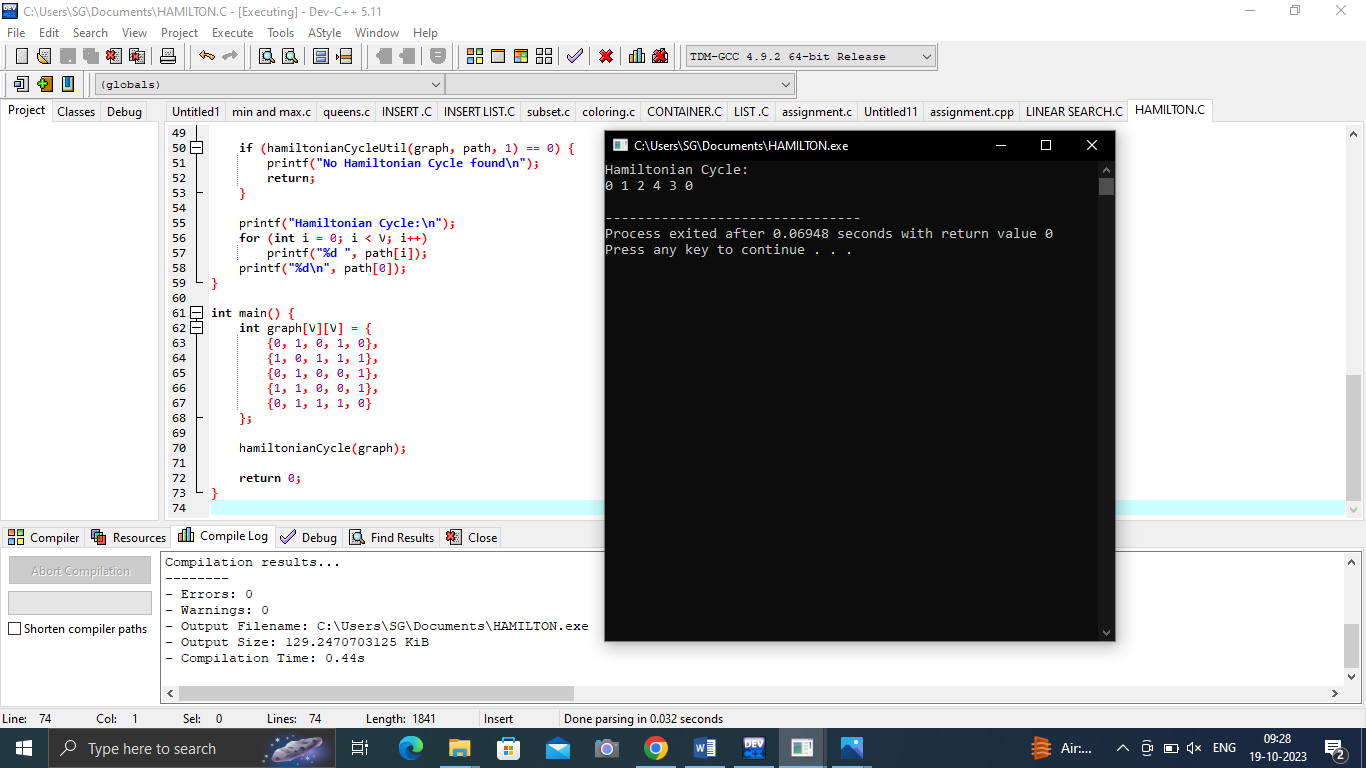 C:\Users\SG\Documents\HAMILTON.C - [Executing] - Dev-C++ 5.11
File Edit Search View Project Execute Tools AStyle Window Help
TDM-GCC 4.9.2 64-bit Release
(globals)
Project Classes Debug
Untitled1 min and max.c queens.c INSERT .C INSERT LIST.C subset.c coloring.c CONTAINER.C LIST .C assignment.c Untitled11 assignment.cpp LINEAR SEARCH.C HAMILTON.C
49
50 if (hamiltonianCycleUtil(graph, path, 1) == 0) {
51 printf("No Hamiltonian Cycle found\n");
52 return;
53 }
54
55 printf("Hamiltonian Cycle:\n");
56 for (int i = 0; i < V; i++)
57 printf("%d ", path[i]);
58 printf("%d\n", path[0]);
59 }
60
61 int main() {
62 int graph[V][V] = {
63 {0, 1, 0, 1, 0},
64 {1, 0, 1, 1, 1},
65 {0, 1, 0, 0, 1},
66 {1, 1, 0, 0, 1},
67 {0, 1, 1, 1, 0}
68 };
69
70 hamiltonianCycle(graph);
71
72 return 0;
73 }
74
C:\Users\SG\Documents\HAMILTON.exe
Hamiltonian Cycle:
0 1 2 4 3 0
--------------------------------
Process exited after 0.06948 seconds with return value 0
Press any key to continue . . .
Compiler Resources Compile Log Debug Find Results Close
Abort Compilation
Shorten compiler paths
Compilation results...
--------
- Errors: 0
- Warnings: 0
- Output Filename: C:\Users\SG\Documents\HAMILTON.exe
- Output Size: 129.2470703125 KiB
- Compilation Time: 0.44s
Line: 74 Col: 1 Sel: 0 Lines: 74 Length: 1841 Insert Done parsing in 0.032 seconds
Type here to search
Air:... ENG 09:28
19-10-2023
2